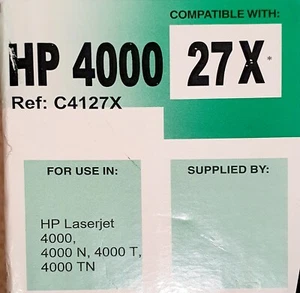 COMPATIBLE WITH:
HP 4000 27X*
Ref: C4127X
FOR USE IN:
HP Laserjet
4000,
4000 N, 4000 T,
4000 TN
SUPPLIED BY: